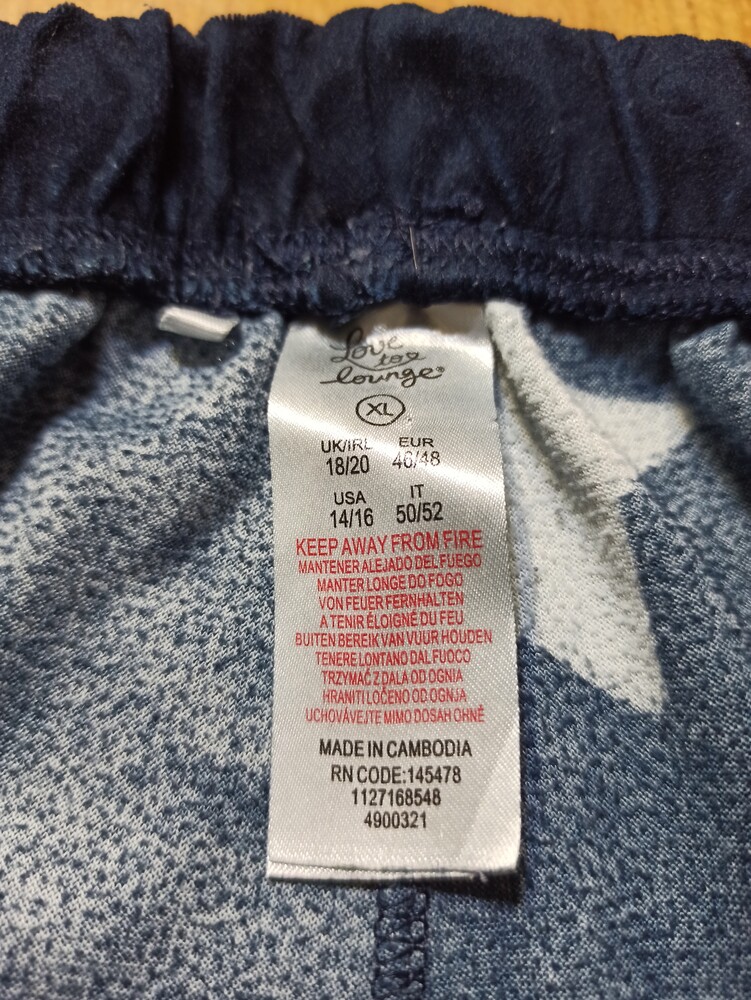 Love
to
lounge®
XL
UK/IRL EUR
18/20 46/48
USA IT
14/16 50/52
KEEP AWAY FROM FIRE
MANTENER ALEJADO DEL FUEGO
MANTER LONGE DO FOGO
VON FEUER FERNHALTEN
A TENIR ÉLOIGNÉ DU FEU
BUITEN BEREIK VAN VUUR HOUDEN
TENERE LONTANO DAL FUOCO
TRZYMAĆ Z DALA OD OGNIA
HRANITI LOČENO OD OGNJA
UCHOVÁVEJTE MIMO DOSAH OHNĚ
MADE IN CAMBODIA
RN CODE:145478
1127168548
4900321